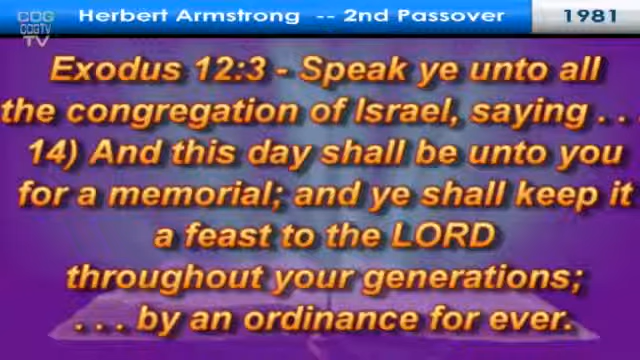 Herbert Armstrong -- 2nd Passover
1981
CDG
CDGTV
TV
Exodus 12:3 - Speak ye unto all
the congregation of Israel, saying . . .
14) And this day shall be unto you
for a memorial; and ye shall keep it
a feast to the LORD
throughout your generations;
. . . by an ordinance for ever.